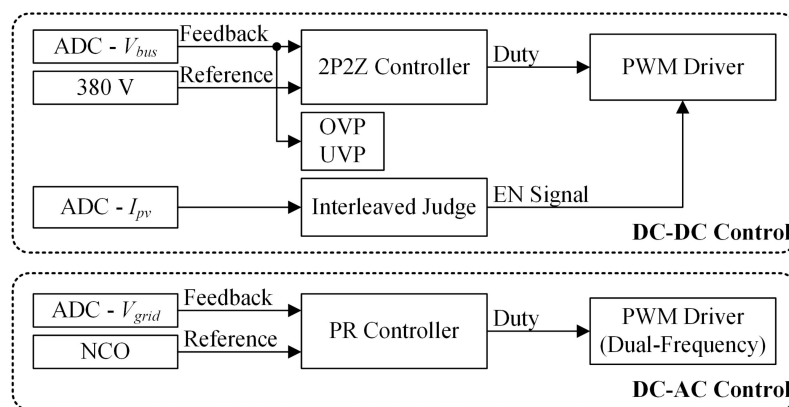 ADC - Vbus
Feedback
380 V
Reference
2P2Z Controller
Duty
PWM Driver
OVP
UVP
ADC - Ipv
Interleaved Judge
EN Signal
DC-DC Control
ADC - Vgrid
Feedback
NCO
Reference
PR Controller
Duty
PWM Driver
(Dual-Frequency)
DC-AC Control